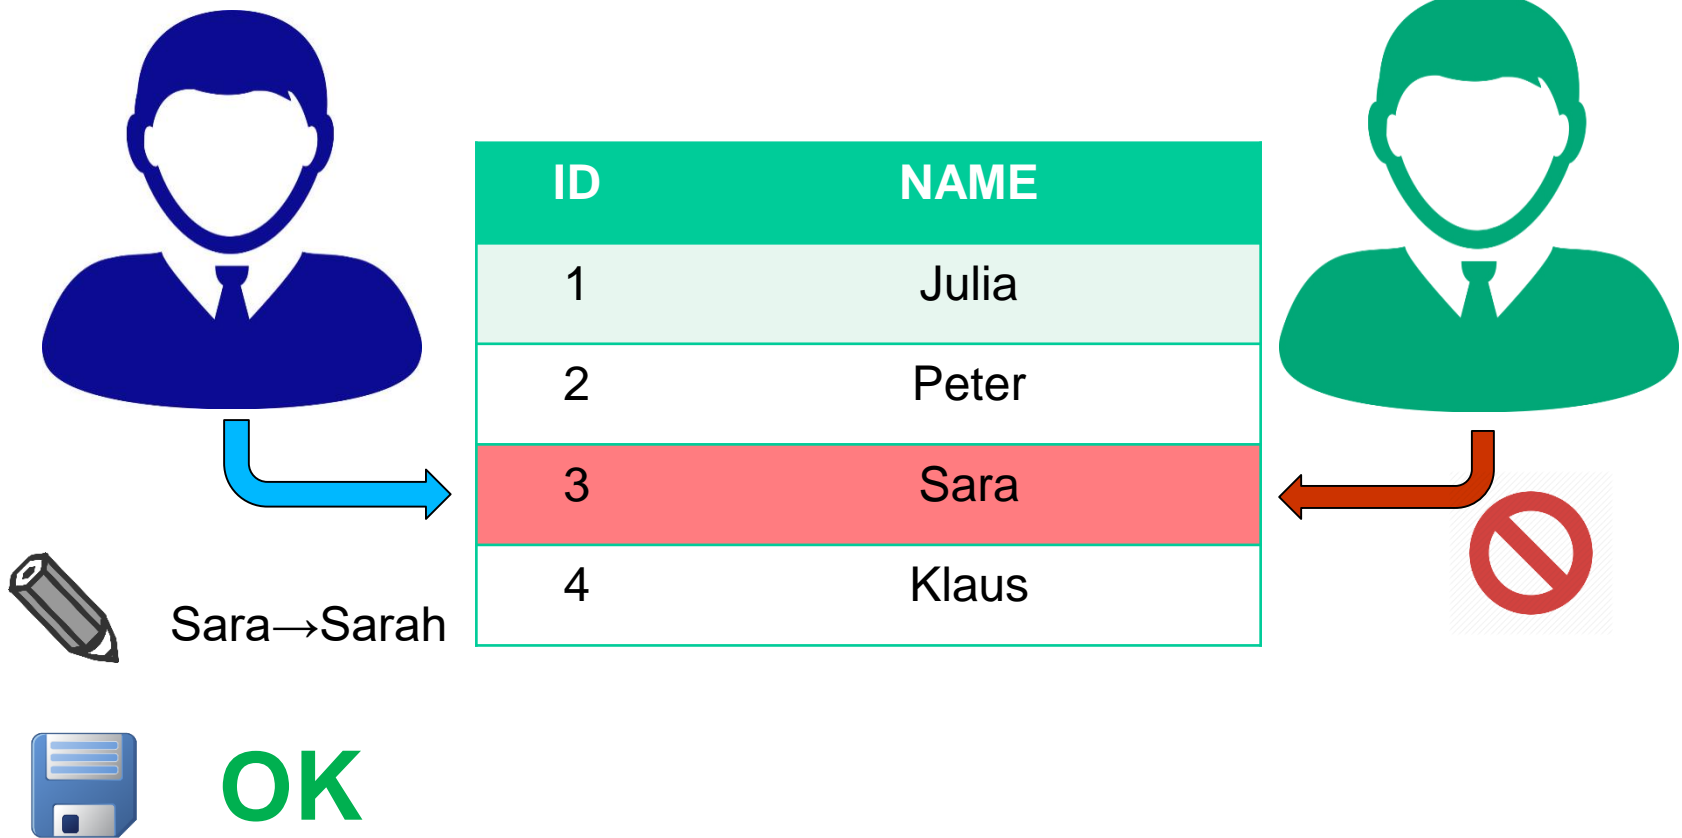 ID NAME
1 Julia
2 Peter
3 Sara
4 Klaus
Sara→Sarah
OK